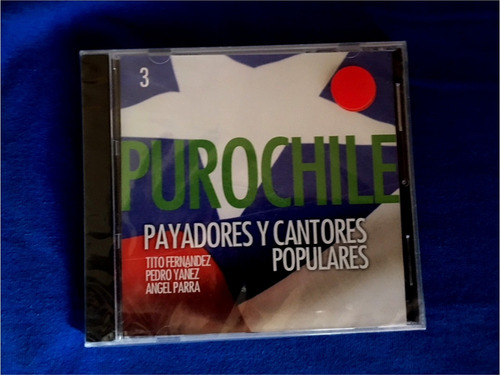 3
PUROCHILE
PAYADORES Y CANTORES
POPULARES
TITO FERNANDEZ
PEDRO YAÑEZ
ANGEL PARRA